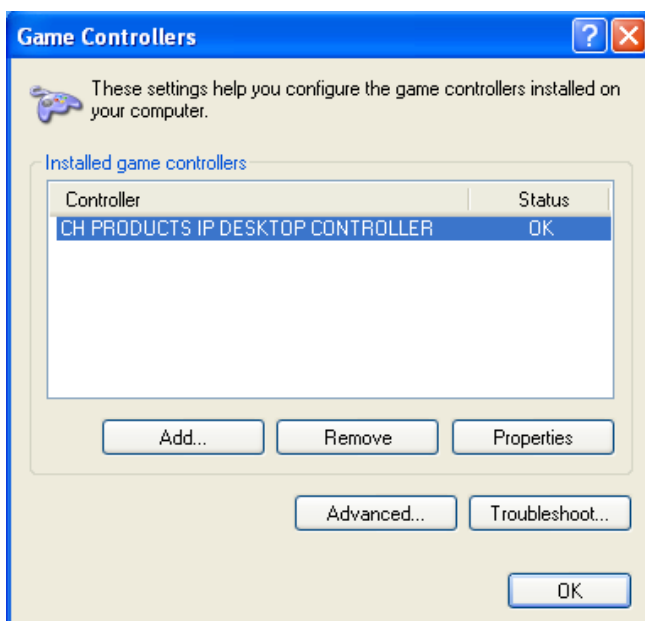 Game Controllers
?
These settings help you configure the game controllers installed on
your computer.
Installed game controllers
Controller Status
CH PRODUCTS IP DESKTOP CONTROLLER OK
Add... Remove Properties
Advanced... Troubleshoot...
OK